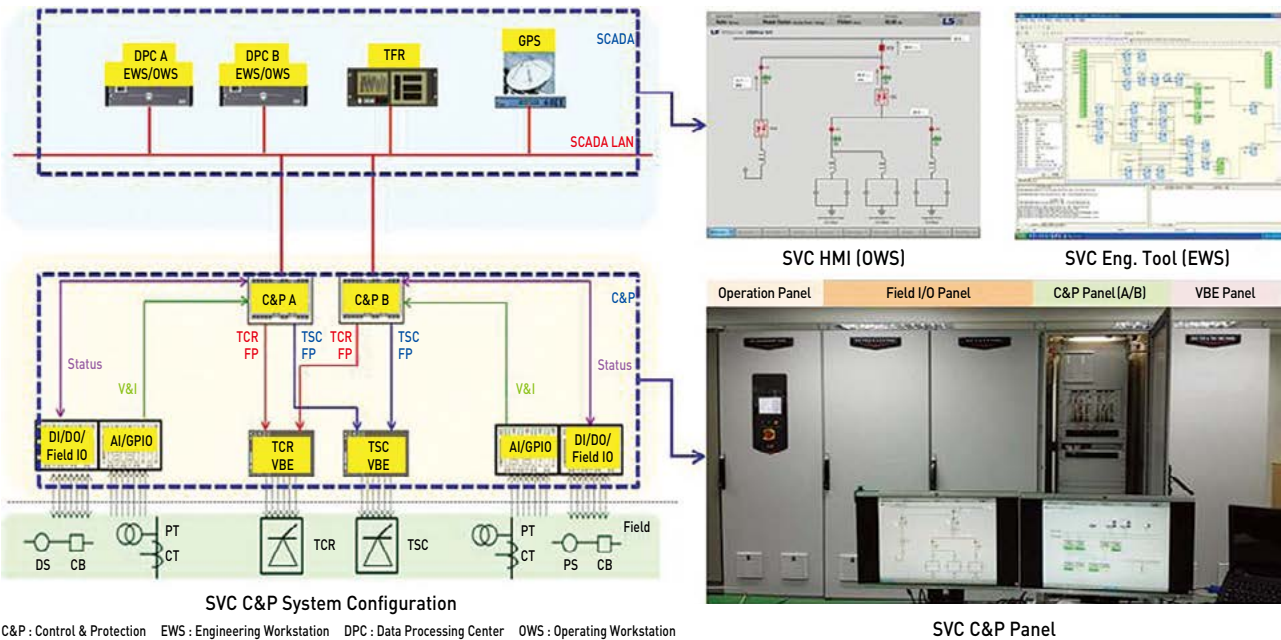 DPC A
EWS/OWS
DPC B
EWS/OWS
TFR
GPS
SCADA
SCADA LAN
C&P A
C&P B
C&P
TCR
FP
TSC
FP
TCR
FP
TSC
FP
Status
V&I
V&I
Status
DI/DO/
Field IO
AI/GPIO
TCR
VBE
TSC
VBE
AI/GPIO
DI/DO/
Field IO
DS
CB
PT
CT
TCR
TSC
PT
CT
PS
CB
Field
SVC C&P System Configuration
C&P : Control & Protection EWS : Engineering Workstation DPC : Data Processing Center OWS : Operating Workstation
LS
SVC HMI (OWS)
SVC Eng. Tool (EWS)
Operation Panel
Field I/O Panel
C&P Panel (A/B)
VBE Panel
SVC C&P Panel